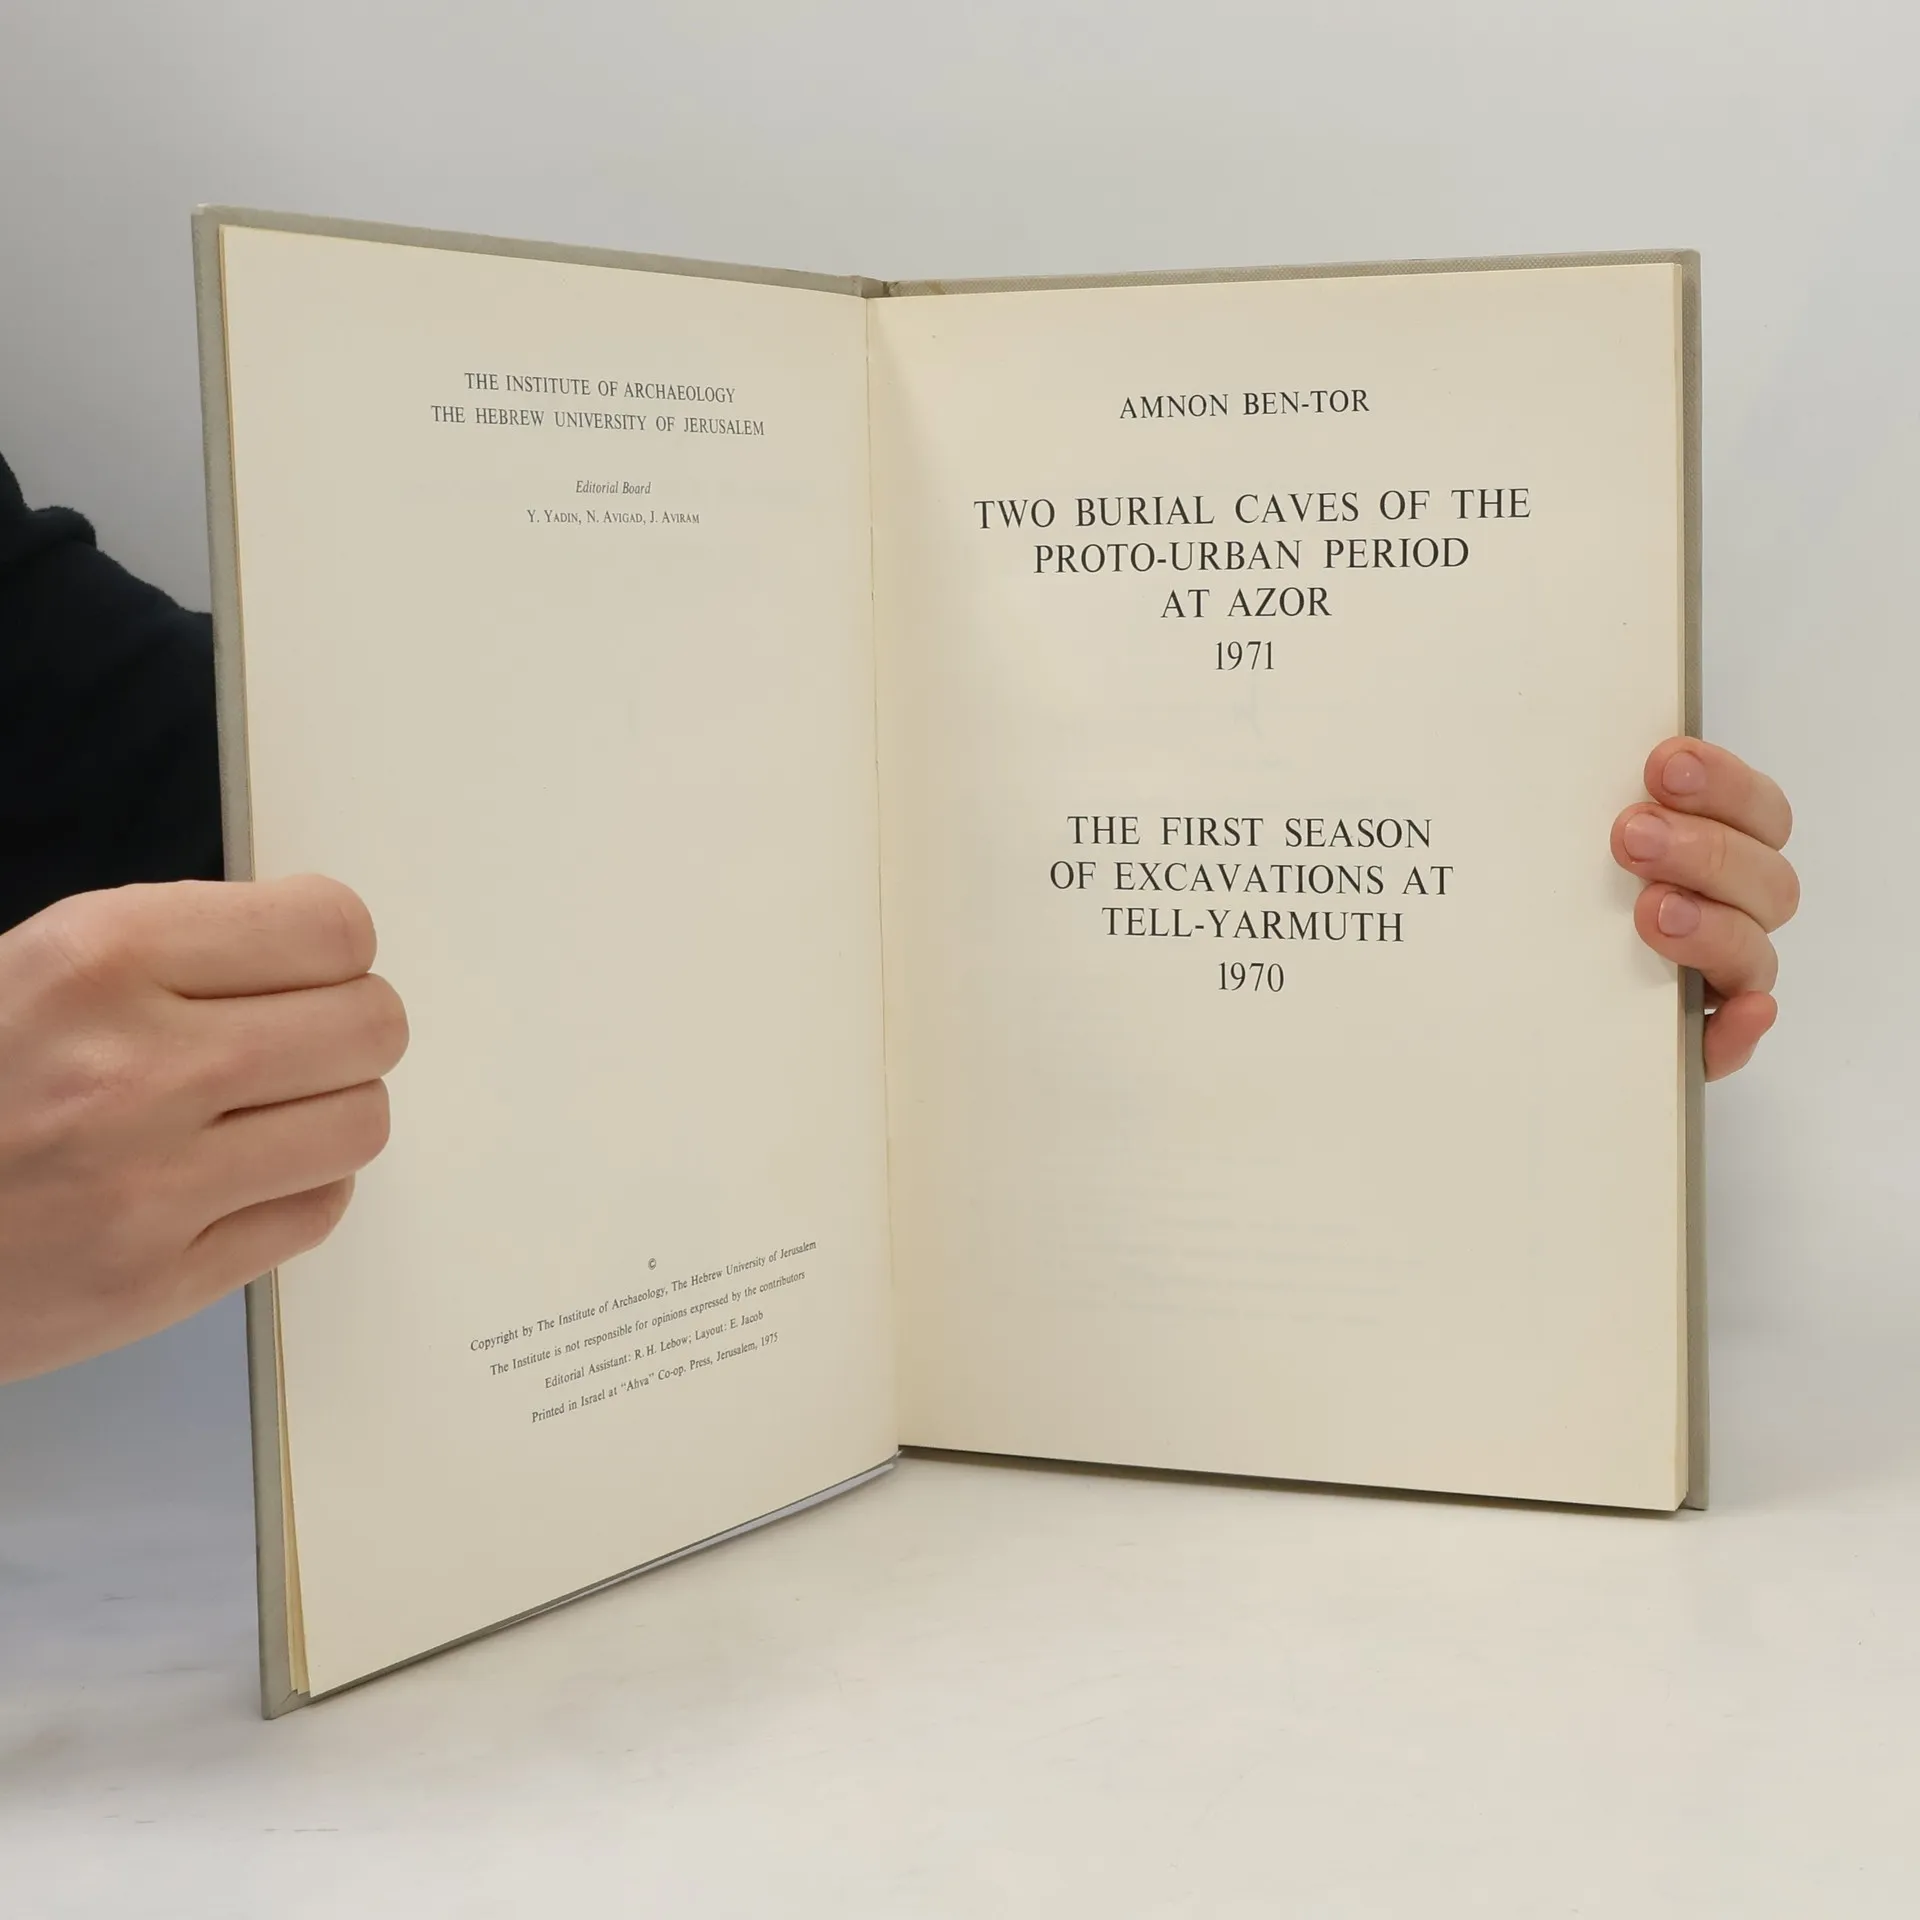 THE INSTITUTE OF ARCHAEOLOGY
THE HEBREW UNIVERSITY OF JERUSALEM
Editorial Board
Y. YADIN, N. AVIGAD, J. AVIRAM
©
Copyright by The Institute of Archaeology, The Hebrew University of Jerusalem
The Institute is not responsible for opinions expressed by the contributors
Editorial Assistant: R. H. Lebow; Layout: E. Jacob
Printed in Israel at "Ahva" Co-op. Press, Jerusalem, 1975
AMNON BEN-TOR
TWO BURIAL CAVES OF THE
PROTO-URBAN PERIOD
AT AZOR
1971
THE FIRST SEASON
OF EXCAVATIONS AT
TELL-YARMUTH
1970